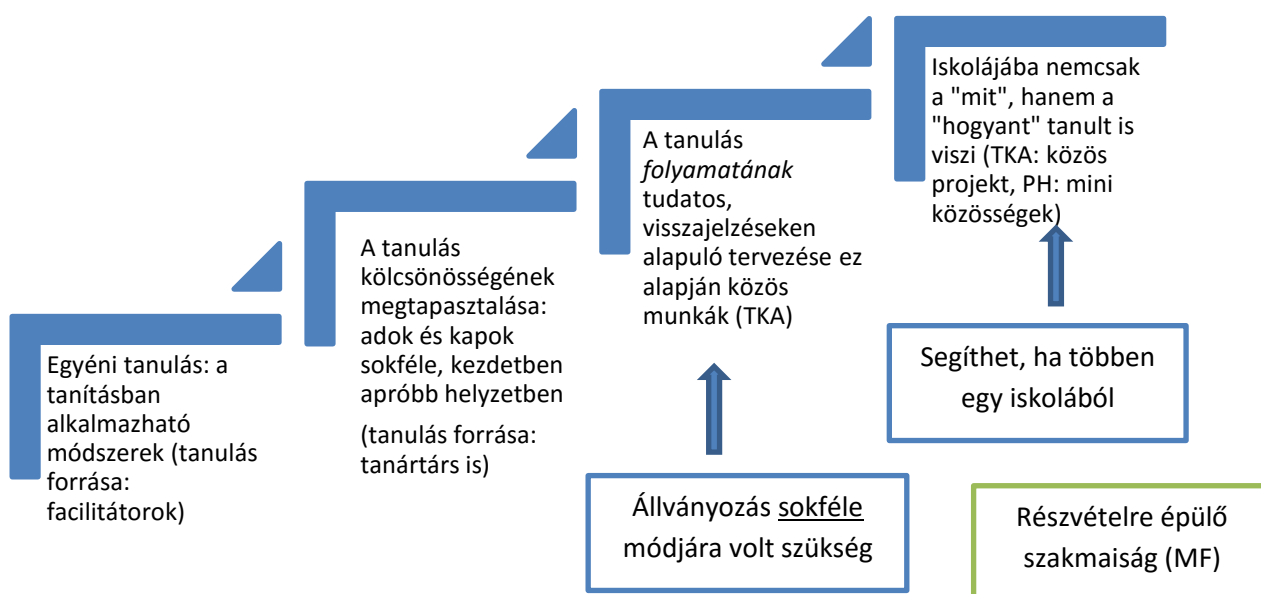 Egyéni tanulás: a
tanításban
alkalmazható
módszerek (tanulás
forrása:
facilitátorok)
A tanulás
kölcsönösségének
megtapasztalása:
adok és kapok
sokféle, kezdetben
apróbb helyzetben
(tanulás forrása:
tanártárs is)
A tanulás
folyamatának
tudatos,
visszajelzéseken
alapuló tervezése ez
alapján közös
munkák (TKA)
Iskolájába nemcsak
a "mit", hanem a
"hogyant" tanult is
viszi (TKA: közös
projekt, PH: mini
közösségek)
Állványozás sokféle
módjára volt szükség
Segíthet, ha többen
egy iskolából
Részvételre épülő
szakmaiság (MF)